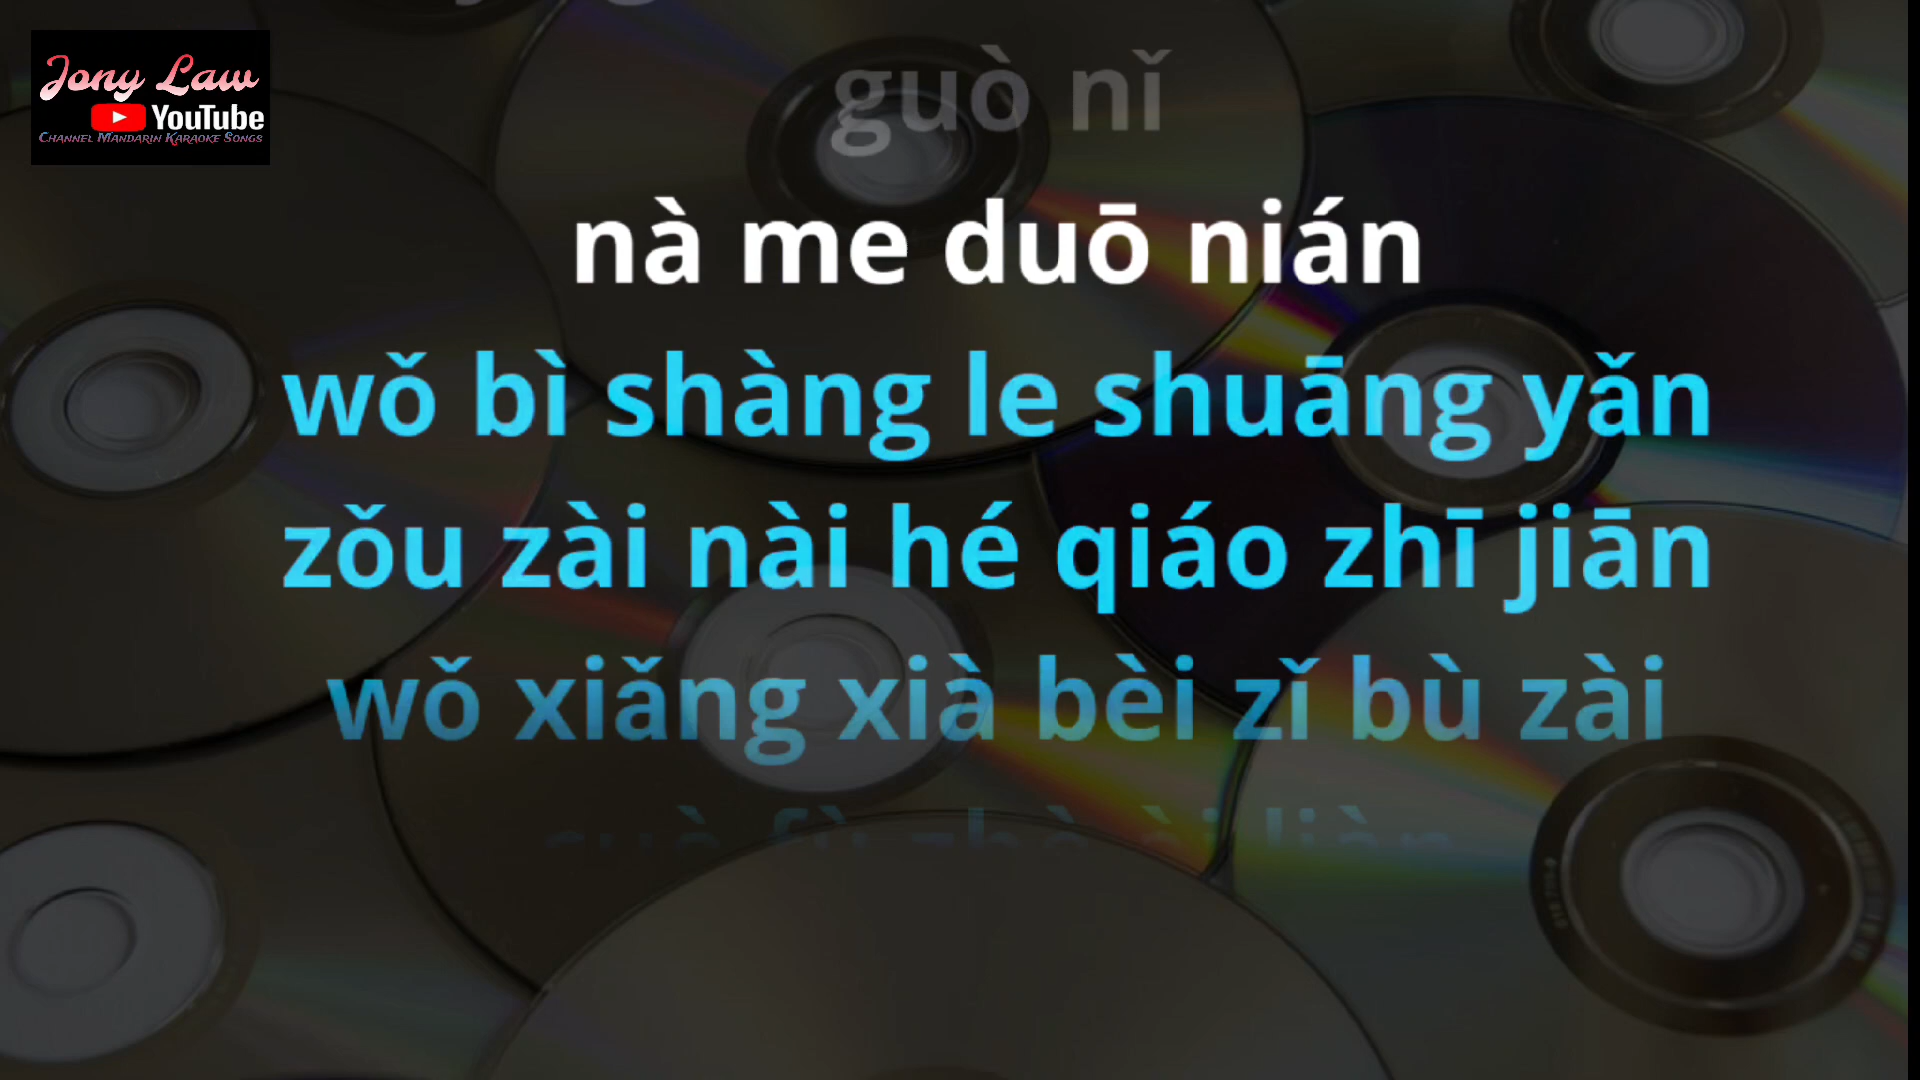 Jony Law
YouTube
Channel Mandarin Karaoke Songs
guò nǐ
nà me duō nián
wǒ bì shàng le shuāng yǎn
zǒu zài nài hé qiáo zhī jiān
wǒ xiǎng xià bèi zǐ bù zài